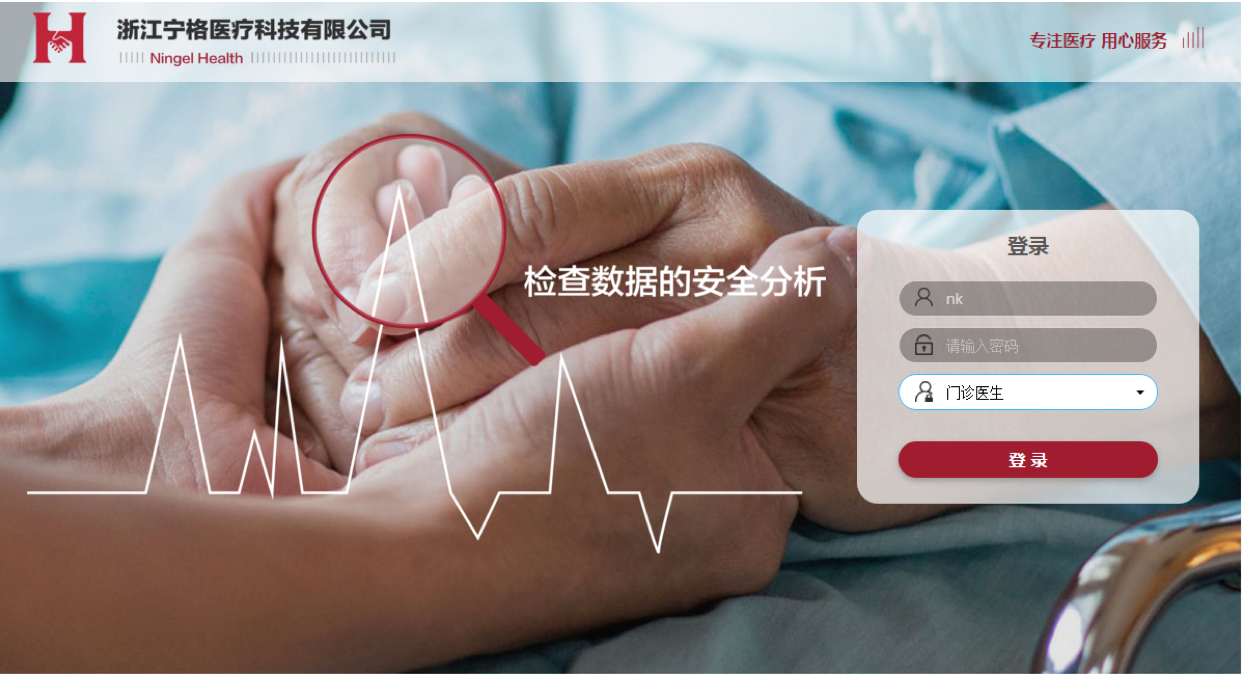 浙江宁格医疗科技有限公司
Ningel Health
专注医疗 用心服务
检查数据的安全分析
登录
nk
请输入密码
门诊医生
登 录